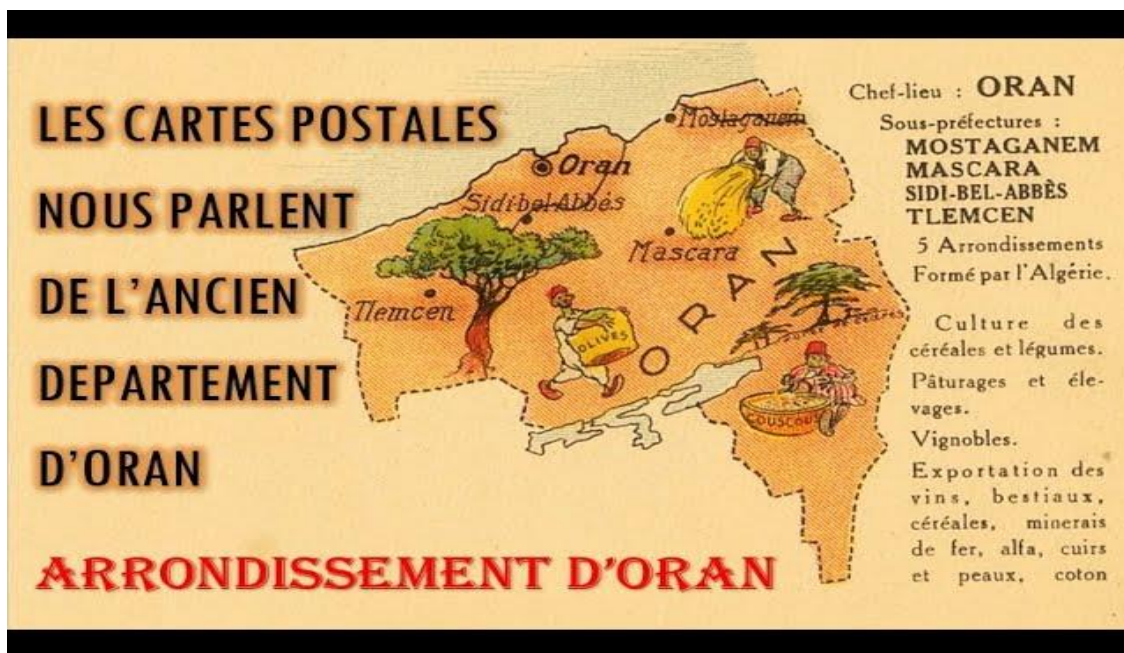 LES CARTES POSTALES
NOUS PARLENT
DE L'ANCIEN
DEPARTEMENT
D'ORAN
ARRONDISSEMENT D'ORAN
Mostaganem
Oran
Sidi-bel-Abbès
Mascara
Tlemcen
ORAN
OLIVES
COUSCOUS
Chef-lieu : ORAN
Sous-préfectures :
MOSTAGANEM
MASCARA
SIDI-BEL-ABBÈS
TLEMCEN
5 Arrondissements
Formé par l'Algérie.
Culture des
céréales et légumes.
Pâturages et éle-
vages.
Vignobles.
Exportation des
vins, bestiaux,
céréales, minerais
de fer, alfa, cuirs
et peaux, coton